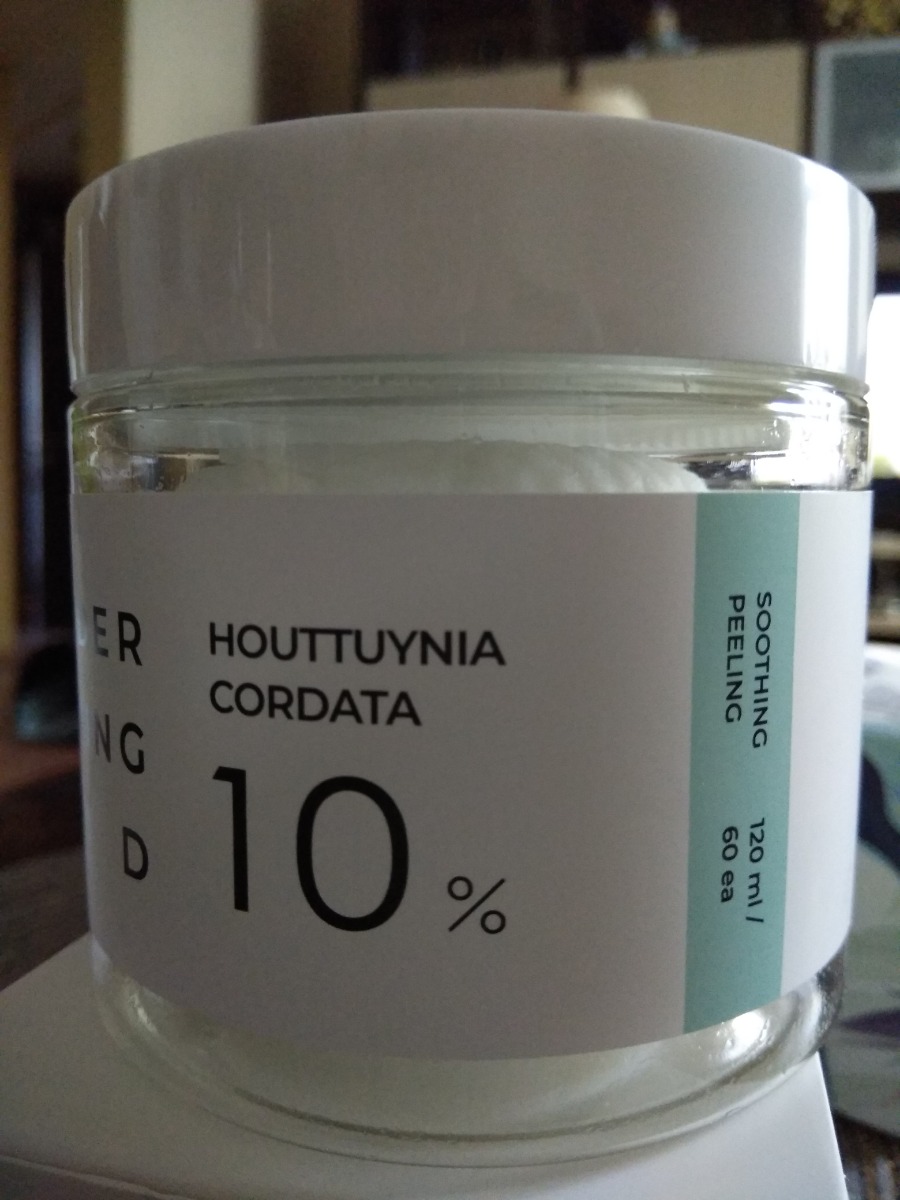 ER
NG
D
HOUTTUYNIA
CORDATA
10 %
SOOTHING
PEELING
120 ml /
60 ea